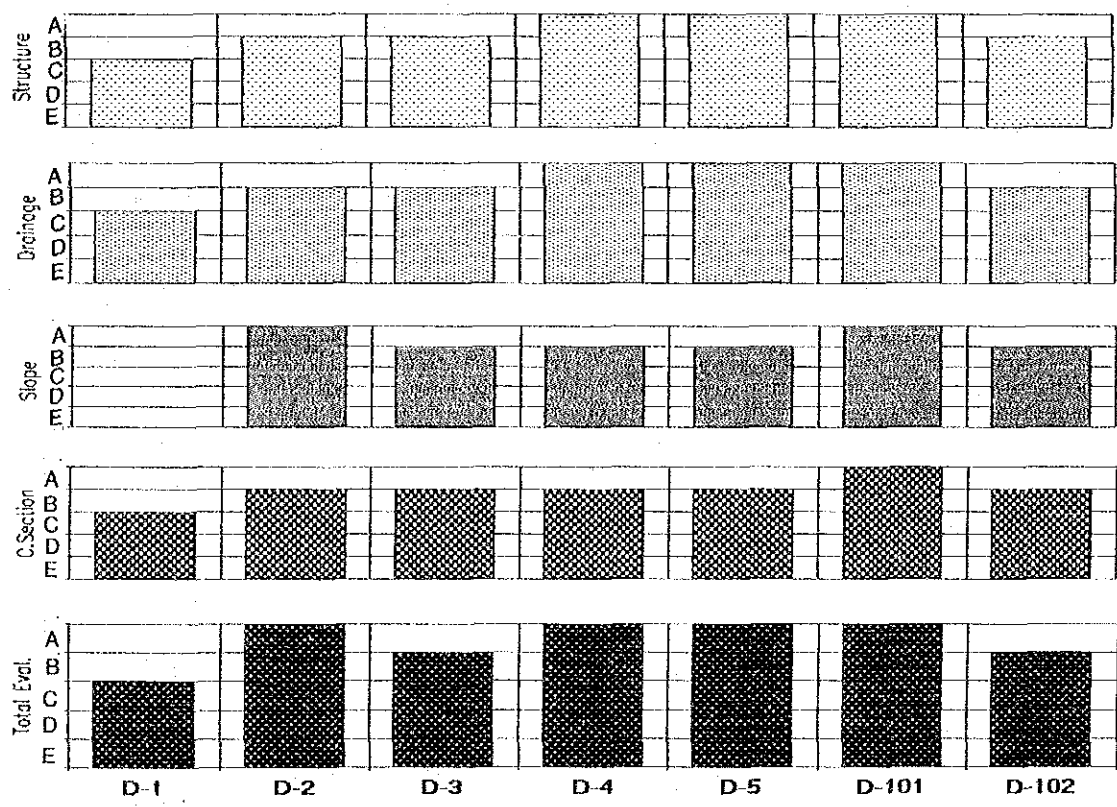 Structure
A
B
C
D
E
Drainage
A
B
C
D
E
Slope
A
B
C
D
E
C.Section
A
B
C
D
E
Total Eval.
A
B
C
D
E
D-1 D-2 D-3 D-4 D-5 D-101 D-102